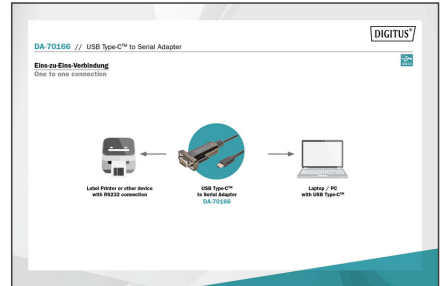 DIGITUS®
DA-70166 // USB Type-C™ to Serial Adapter
Eins-zu-Eins-Verbindung
One to one connection
Label Printer or other device
with RS232 connection
USB Type-C™
to Serial Adapter
DA-70166
Laptop / PC
with USB Type-C™